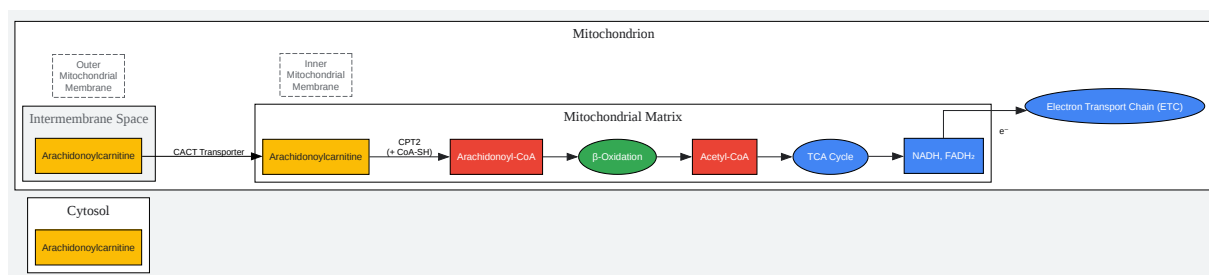 Mitochondrion
Outer
Mitochondrial
Membrane
Inner
Mitochondrial
Membrane
Intermembrane Space
Arachidonoylcarnitine
CACT Transporter
Mitochondrial Matrix
Arachidonoylcarnitine
CPT2
(+ CoA-SH)
Arachidonoyl-CoA
β-Oxidation
Acetyl-CoA
TCA Cycle
NADH, FADH₂
e⁻
Electron Transport Chain (ETC)
Cytosol
Arachidonoylcarnitine